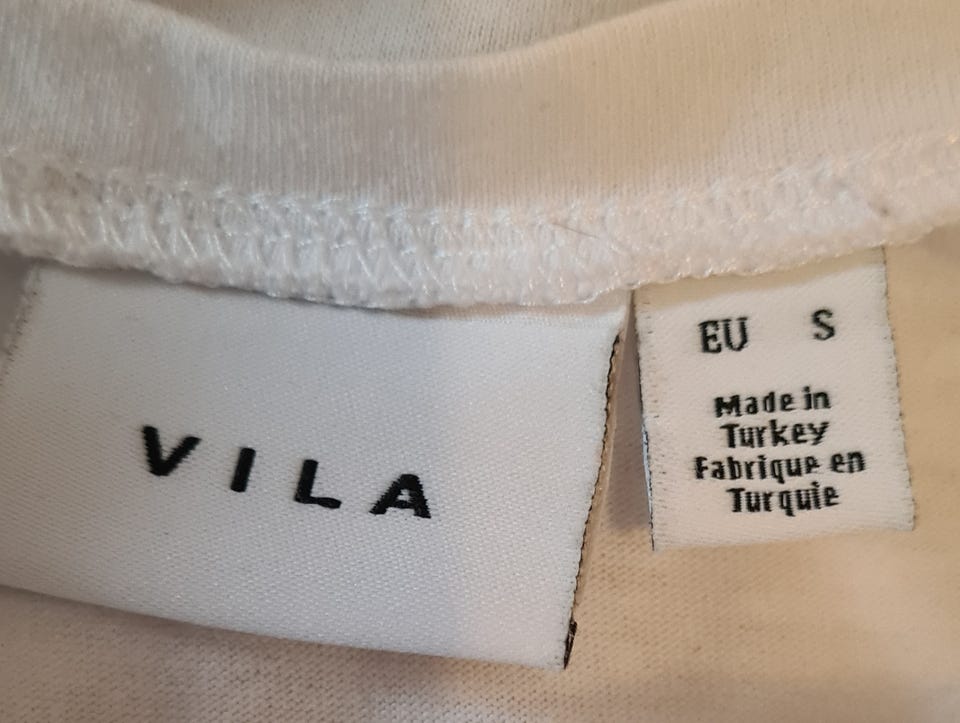 VILA
EU S
Made in
Turkey
Fabrique en
Turquie